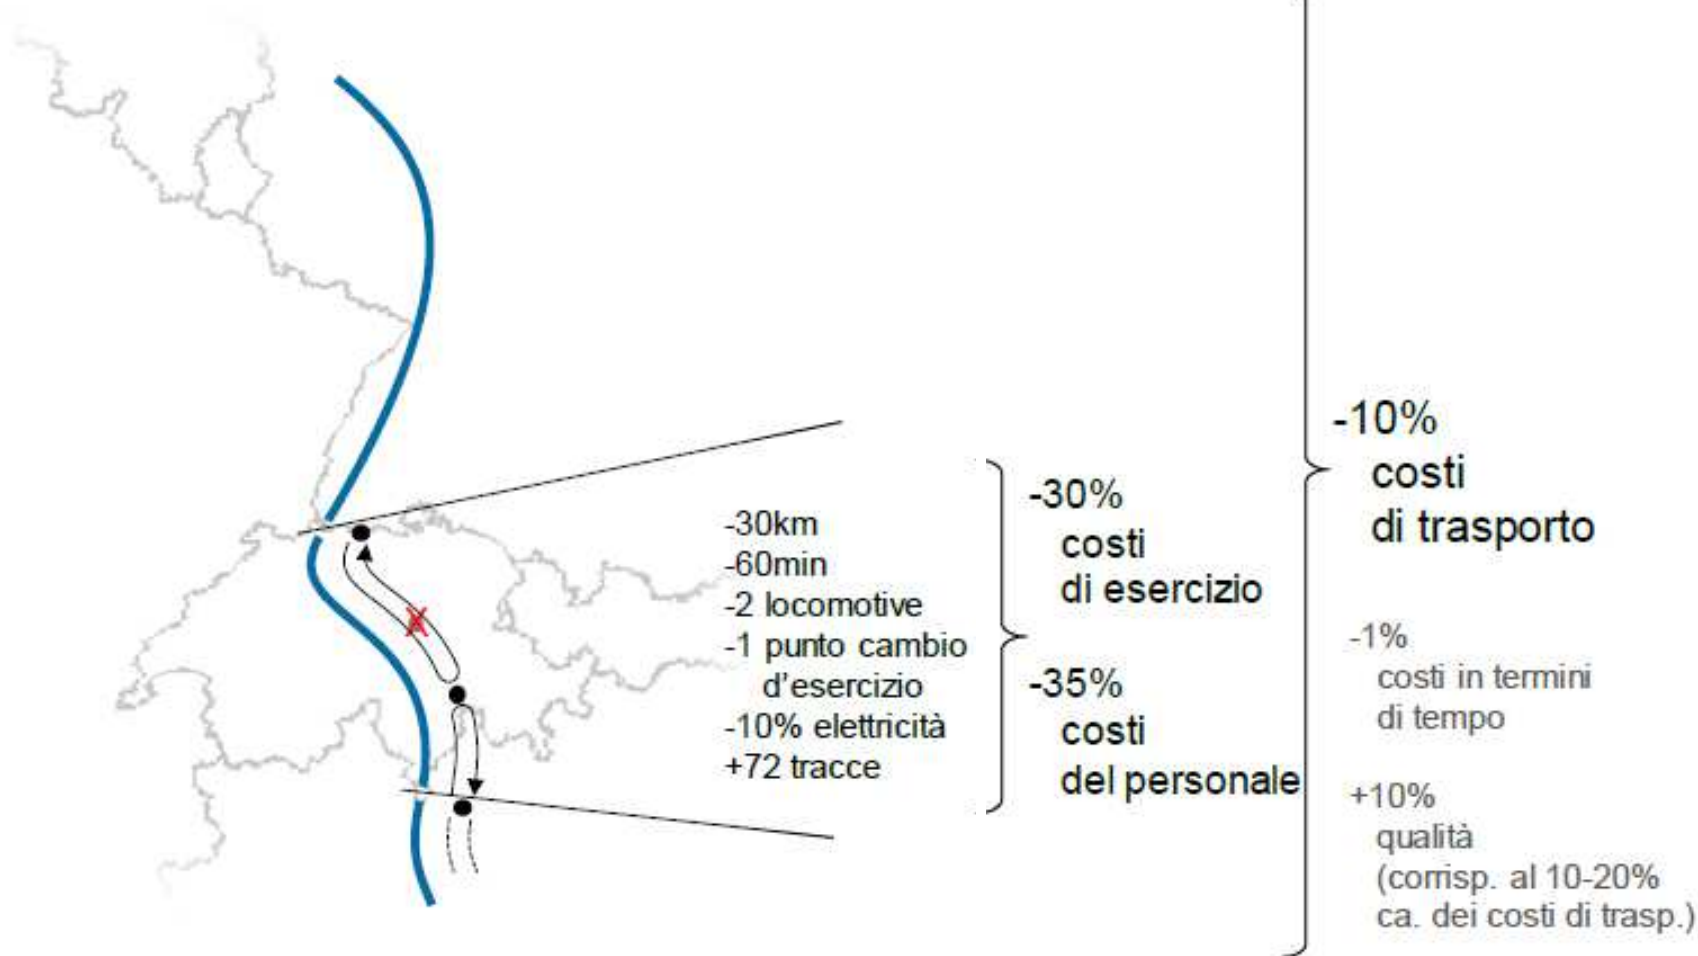 -30km
-60min
-2 locomotive
-1 punto cambio
d'esercizio
-10% elettricità
+72 tracce
-30%
costi
di esercizio
-35%
costi
del personale
-10%
costi
di trasporto
-1%
costi in termini
di tempo
+10%
qualità
(corrisp. al 10-20%
ca. dei costi di trasp.)